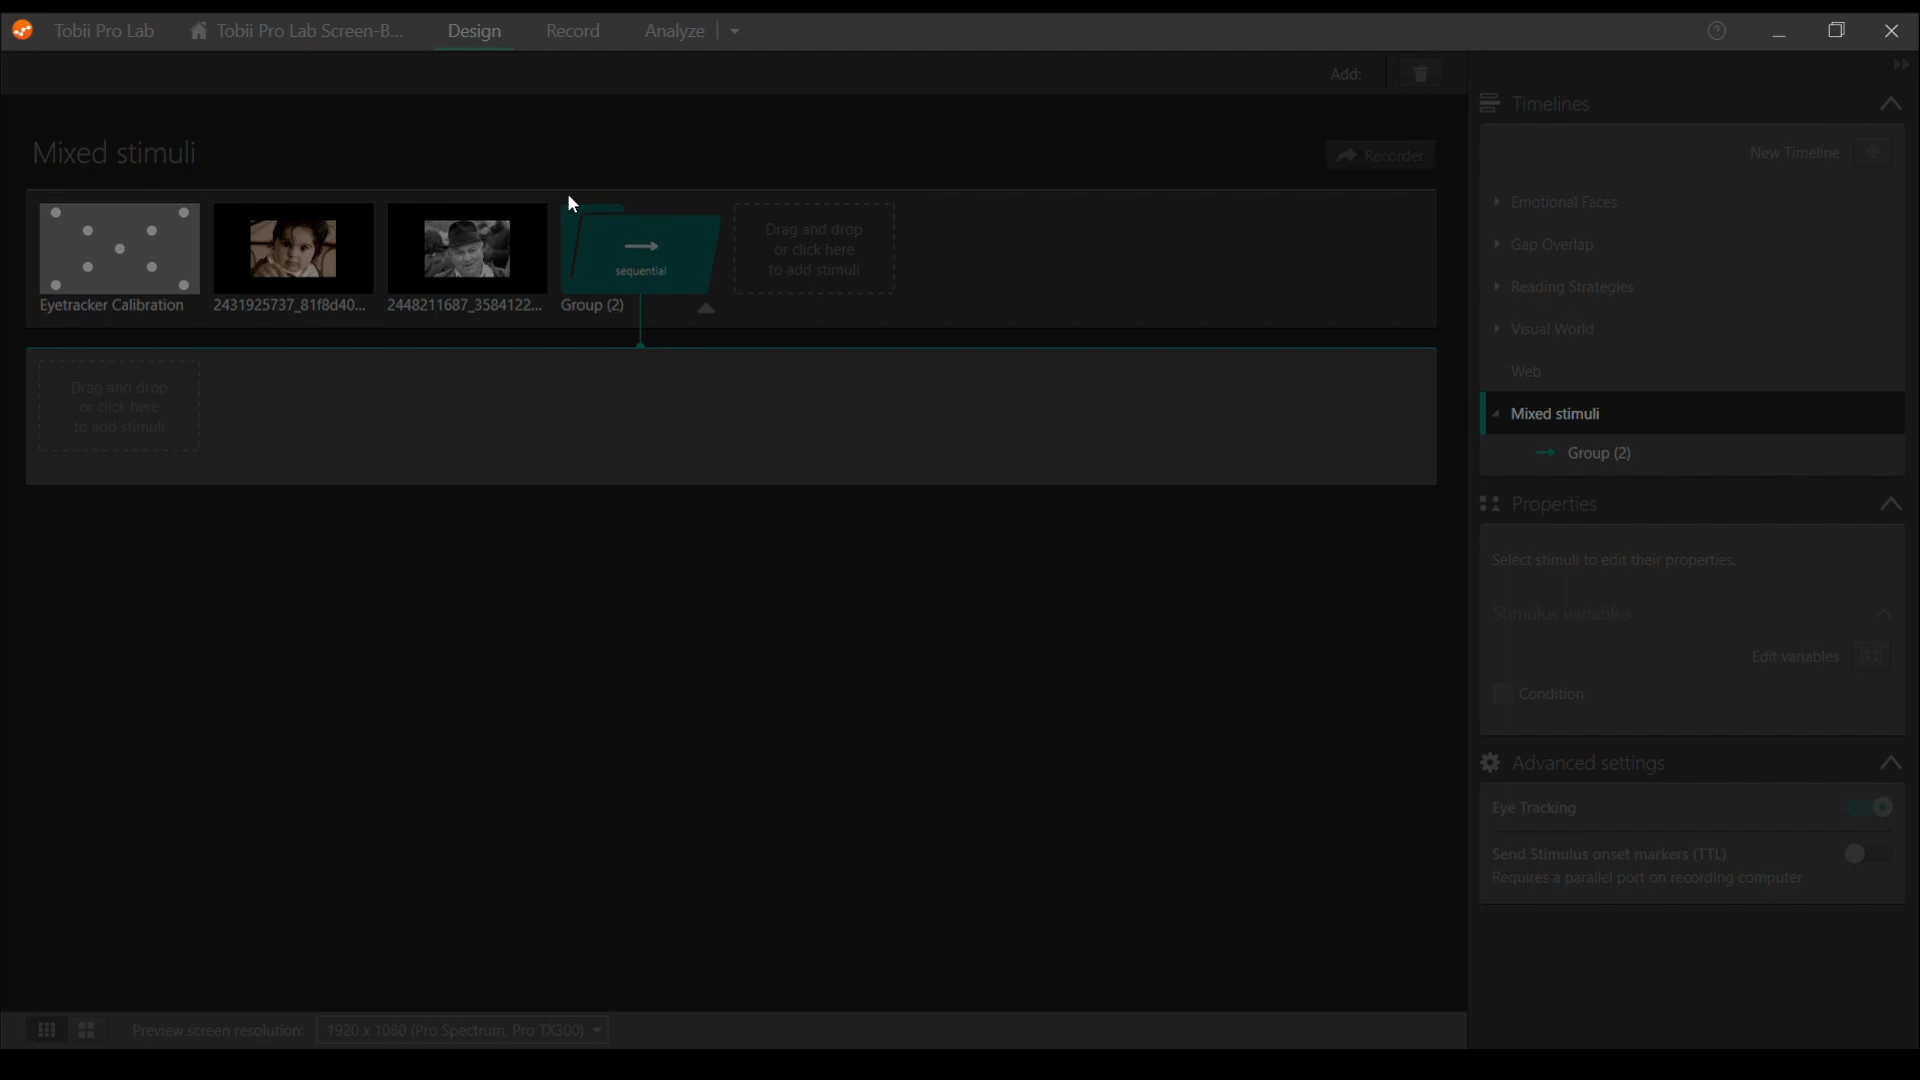 Tobii Pro Lab
Tobii Pro Lab Screen-B...
Design
Record
Analyze
Add:
Mixed stimuli
Recorder
sequential
Drag and drop
or click here
to add stimuli
Eyetracker Calibration
2431925737_81f8d40...
2448211687_3584122...
Group (2)
Drag and drop
or click here
to add stimuli
Timelines
New Timeline
Emotional Faces
Gap Overlap
Reading Strategies
Visual World
Web
Mixed stimuli
Group (2)
Properties
Select stimuli to edit their properties.
Stimulus variables
Edit variables
Condition
Advanced settings
Eye Tracking
Send Stimulus onset markers (TTL)
Requires a parallel port on recording computer
Preview screen resolution:
1920 x 1080 (Pro Spectrum, Pro TX300)